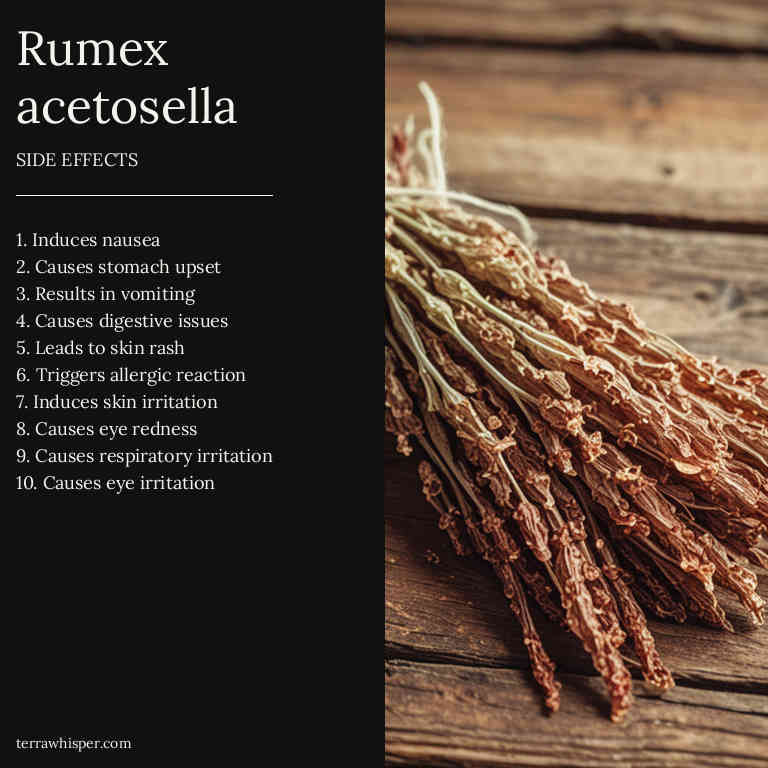 Rumex
acetosella
SIDE EFFECTS
1. Induces nausea
2. Causes stomach upset
3. Results in vomiting
4. Causes digestive issues
5. Leads to skin rash
6. Triggers allergic reaction
7. Induces skin irritation
8. Causes eye redness
9. Causes respiratory irritation
10. Causes eye irritation
terrawhisper.com